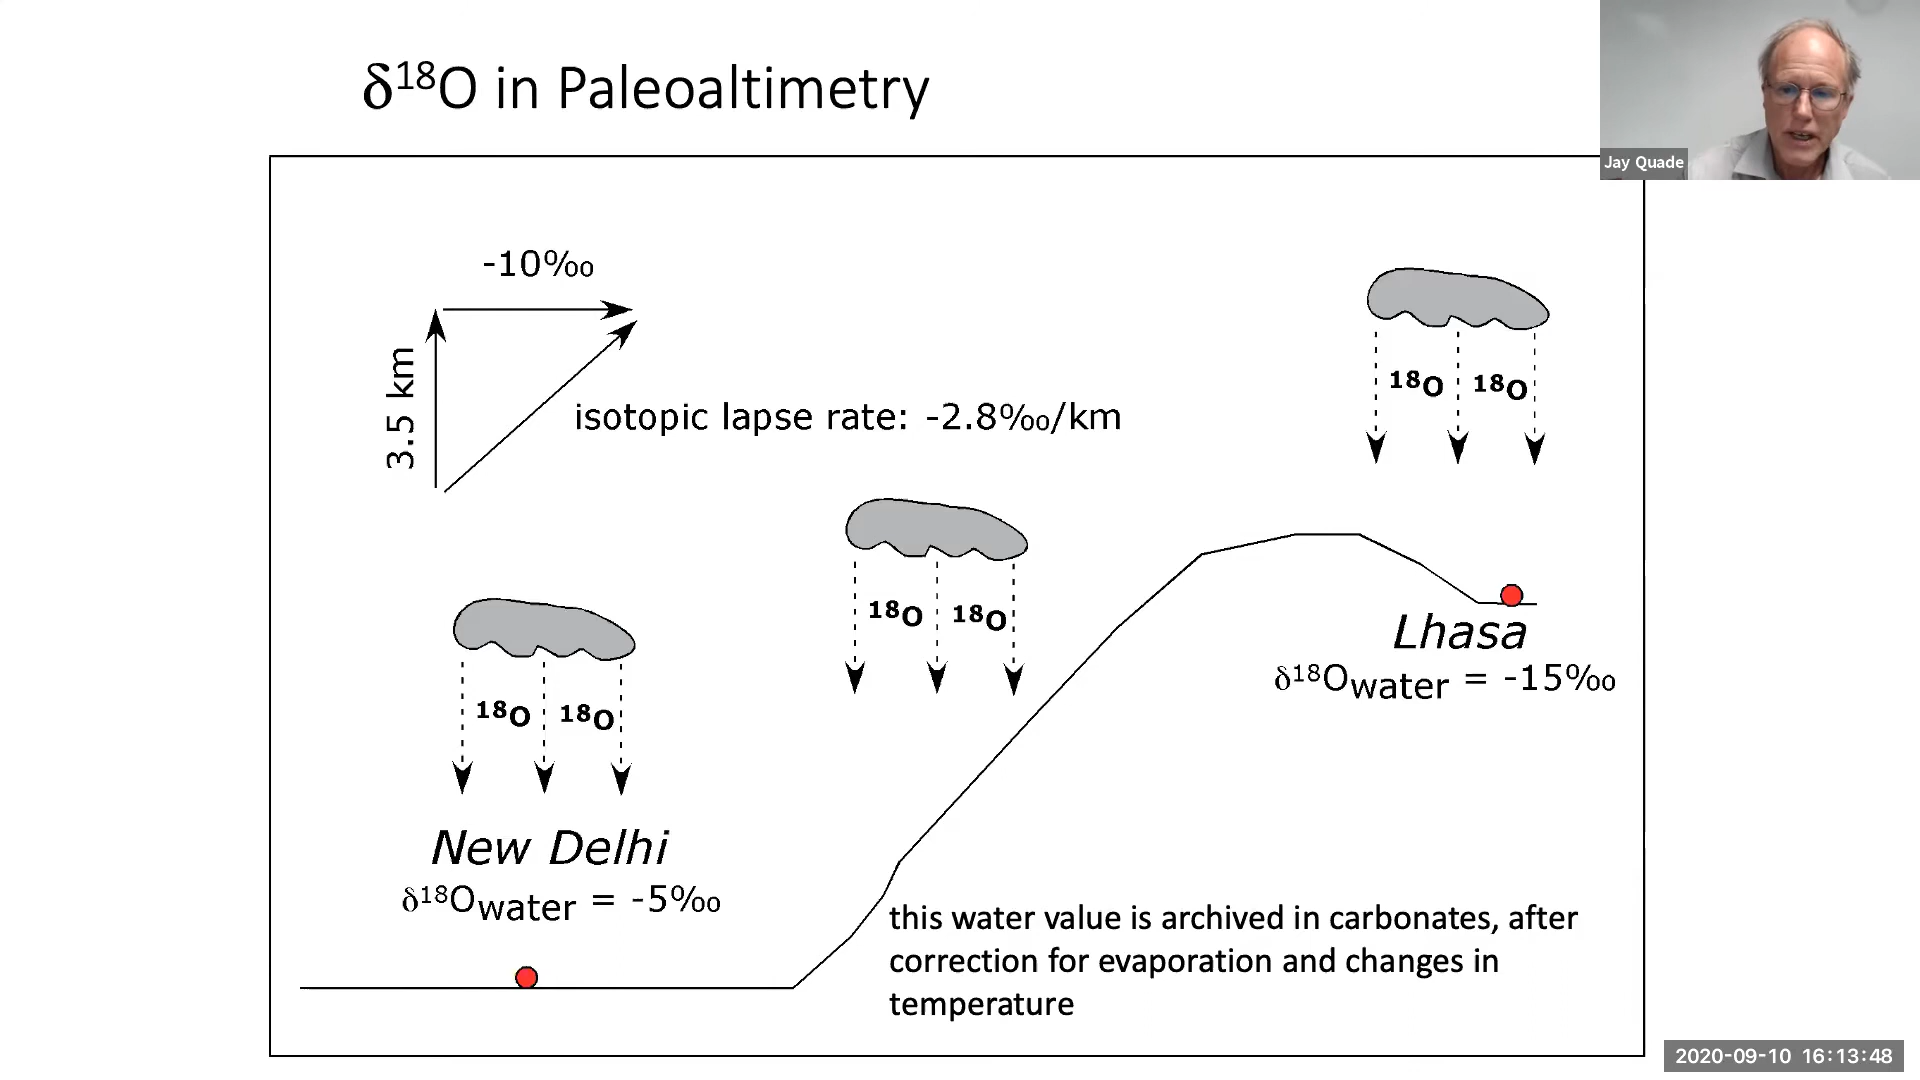 δ¹⁸O in Paleoaltimetry
Jay Quade
-10‰
3.5 km
isotopic lapse rate: -2.8‰/km
¹⁸O ¹⁸O
¹⁸O ¹⁸O
¹⁸O ¹⁸O
Lhasa
δ¹⁸Owater = -15‰
New Delhi
δ¹⁸Owater = -5‰
this water value is archived in carbonates, after
correction for evaporation and changes in
temperature
2020-09-10 16:13:48